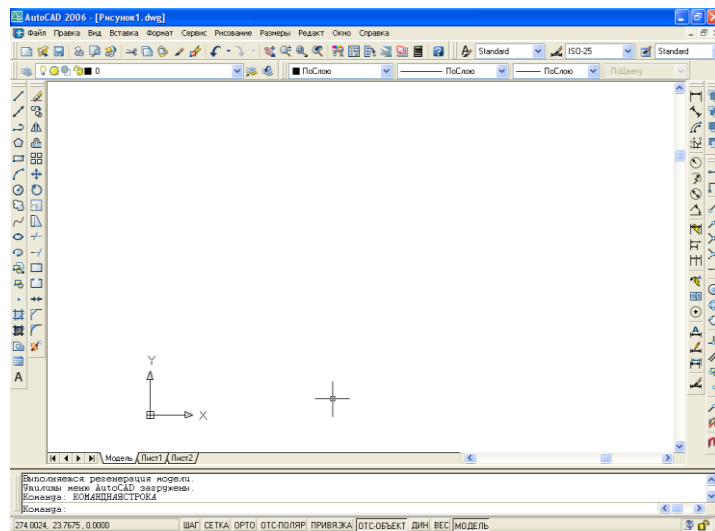 AutoCAD 2006 - [Рисунок1.dwg]
Файл Правка Вид Вставка Формат Сервис Рисование Размеры Редакт Окно Справка
Standard ISO-25 Standard
0 ПоСлою ПоСлою ПоСлою ПоЦвету
Y
X
Модель Лист1 Лист2
Выполняется регенерация модели.
Утилиты меню AutoCAD загружены.
Команда: КОМАНДНАЯСТРОКА
Команда:
274.0024, 23.7675, 0.0000 ШАГ СЕТКА ОРТО ОТС-ПОЛЯР ПРИВЯЗКА ОТС-ОБЪЕКТ ДИН ВЕС МОДЕЛЬ